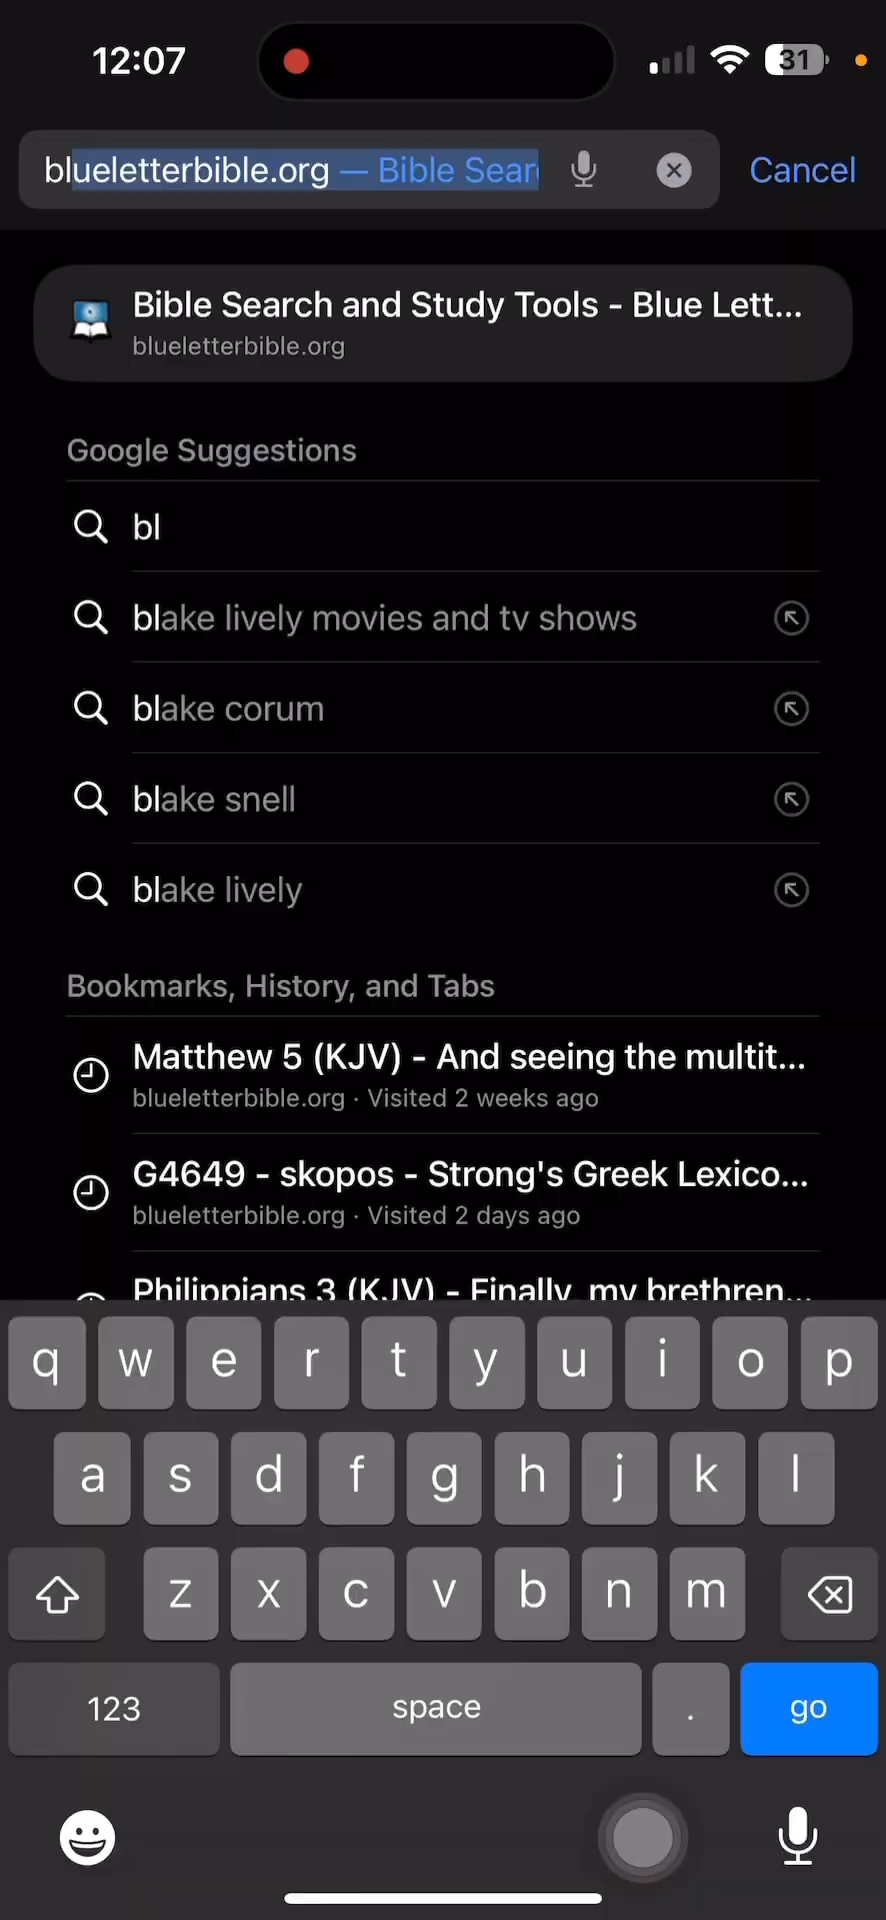 12:07
31
blueletterbible.org — Bible Sear
Cancel
Bible Search and Study Tools - Blue Lett...
blueletterbible.org
Google Suggestions
bl
blake lively movies and tv shows
blake corum
blake snell
blake lively
Bookmarks, History, and Tabs
Matthew 5 (KJV) - And seeing the multit...
blueletterbible.org · Visited 2 weeks ago
G4649 - skopos - Strong's Greek Lexico...
blueletterbible.org · Visited 2 days ago
Philippians 3 (KJV) - Finally, my brethren...
q w e r t y u i o p
a s d f g h j k l
z x c v b n m
123 space . go